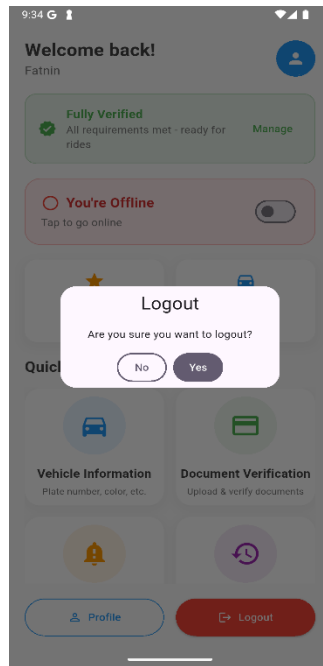 9:34 G
Welcome back!
Fatnin
Fully Verified
All requirements met - ready for
rides
Manage
You're Offline
Tap to go online
Logout
Are you sure you want to logout?
No
Yes
Quic
Vehicle Information
Plate number, color, etc.
Document Verification
Upload & verify documents
Profile
Logout